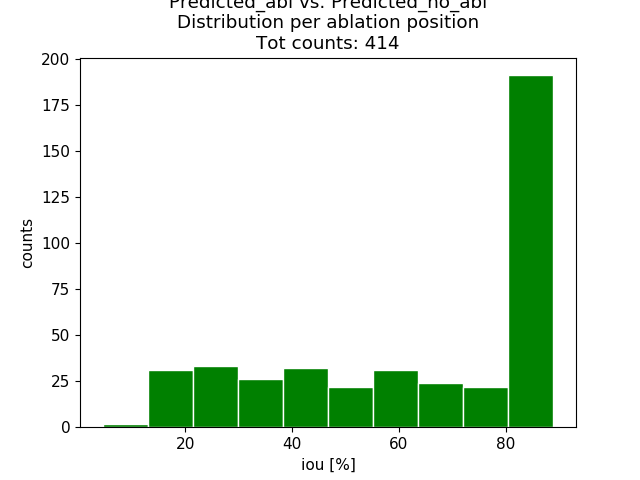 Predicted_abl vs. Predicted_no_abl
Distribution per ablation position
Tot counts: 414
200
175
150
125
100
75
50
25
0
counts
20 40 60 80
iou [%]